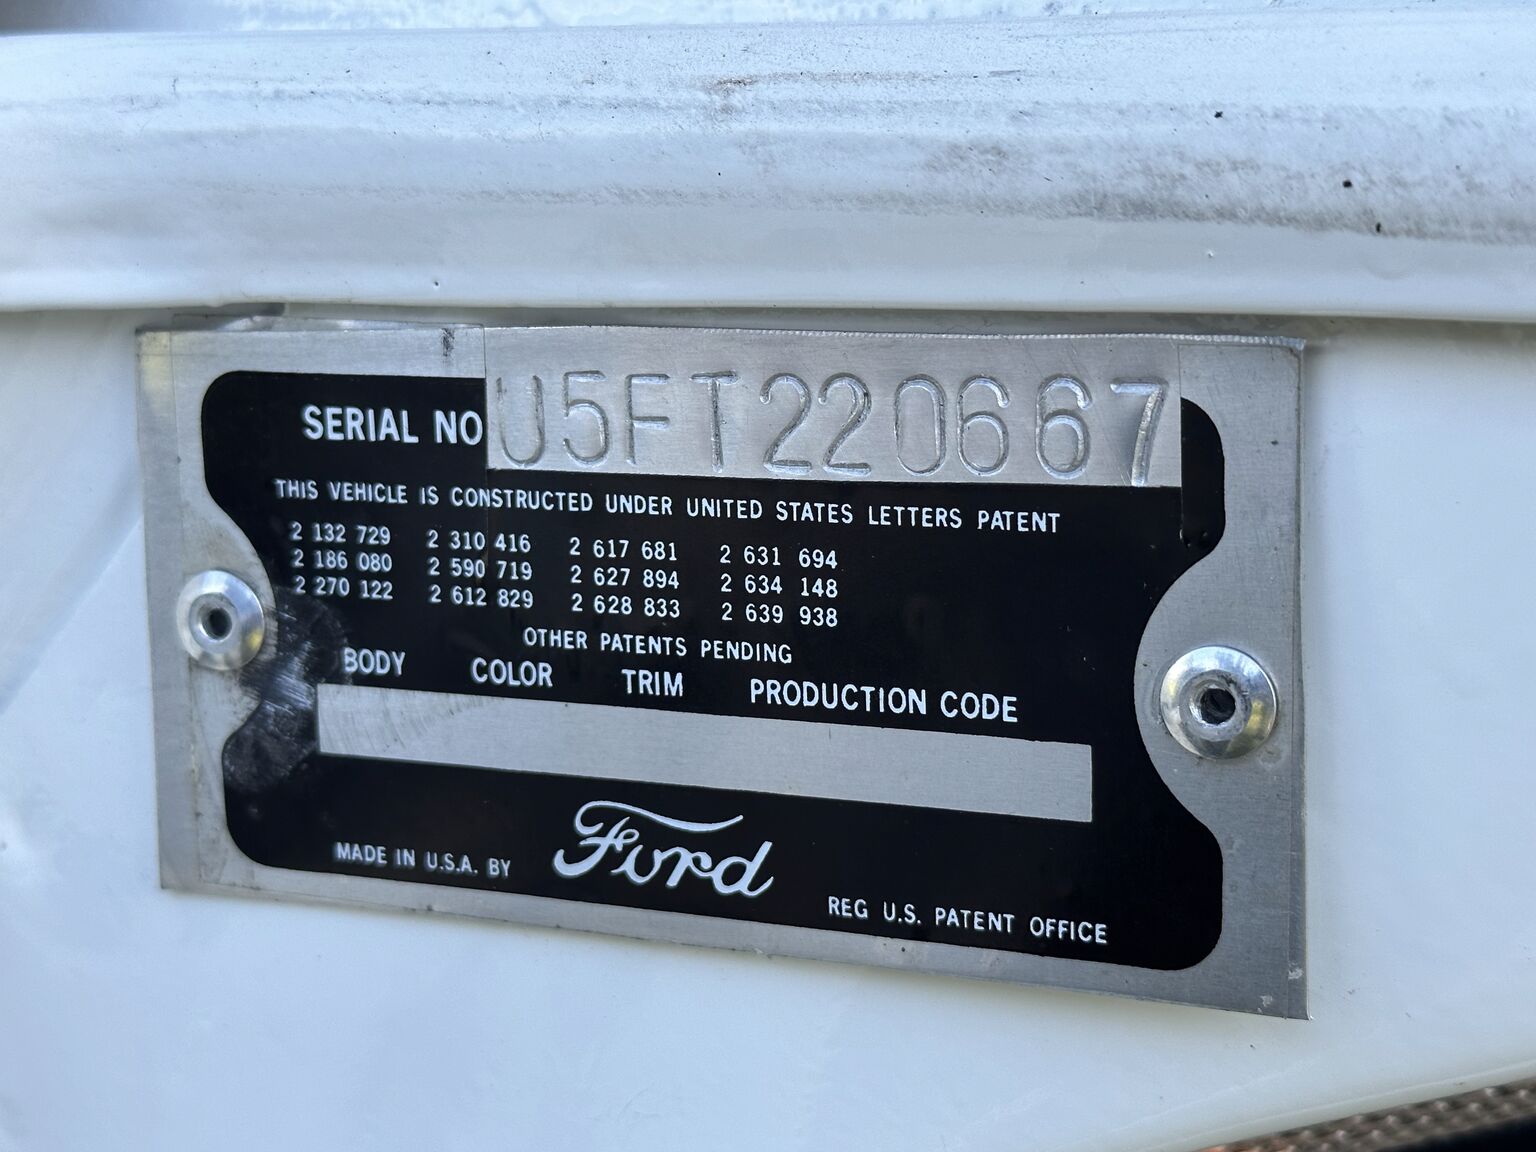 SERIAL NO U5FT220667
THIS VEHICLE IS CONSTRUCTED UNDER UNITED STATES LETTERS PATENT
2 132 729 2 310 416 2 617 681 2 631 694
2 186 080 2 590 719 2 627 894 2 634 148
2 270 122 2 612 829 2 628 833 2 639 938
OTHER PATENTS PENDING
BODY COLOR TRIM PRODUCTION CODE
MADE IN U.S.A. BY Ford REG U.S. PATENT OFFICE